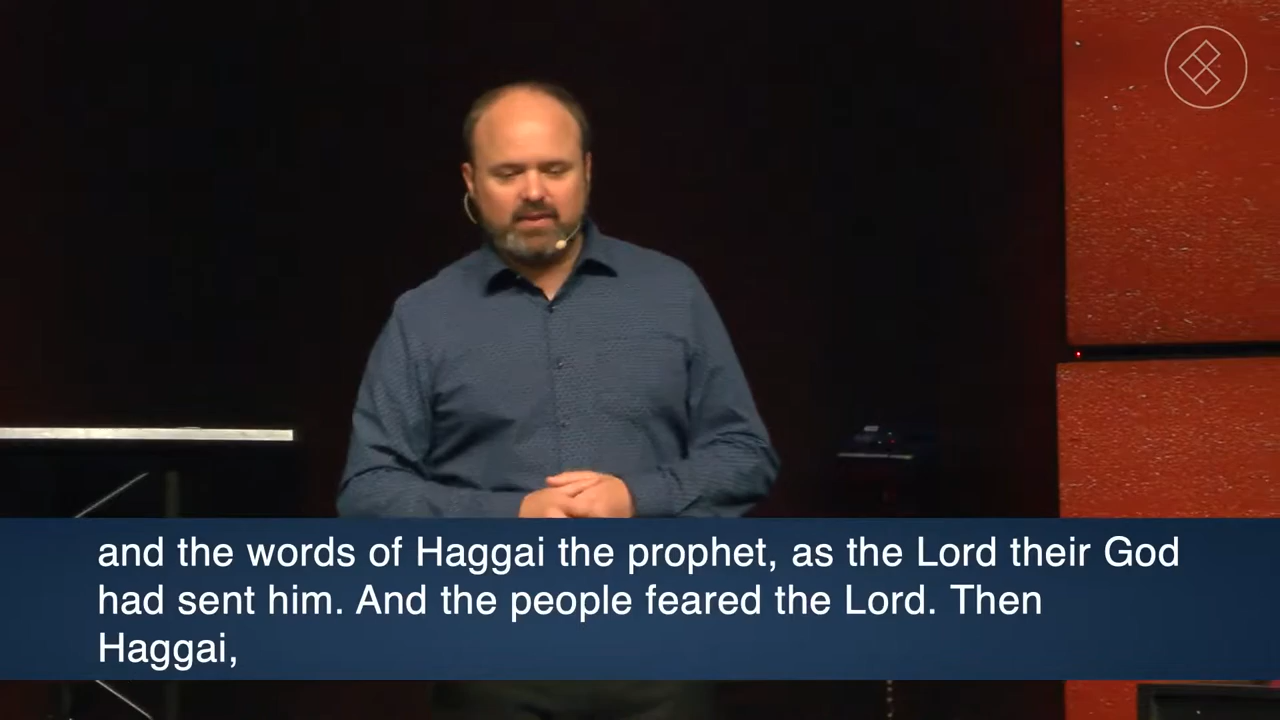 and the words of Haggai the prophet, as the Lord their God
had sent him. And the people feared the Lord. Then
Haggai,